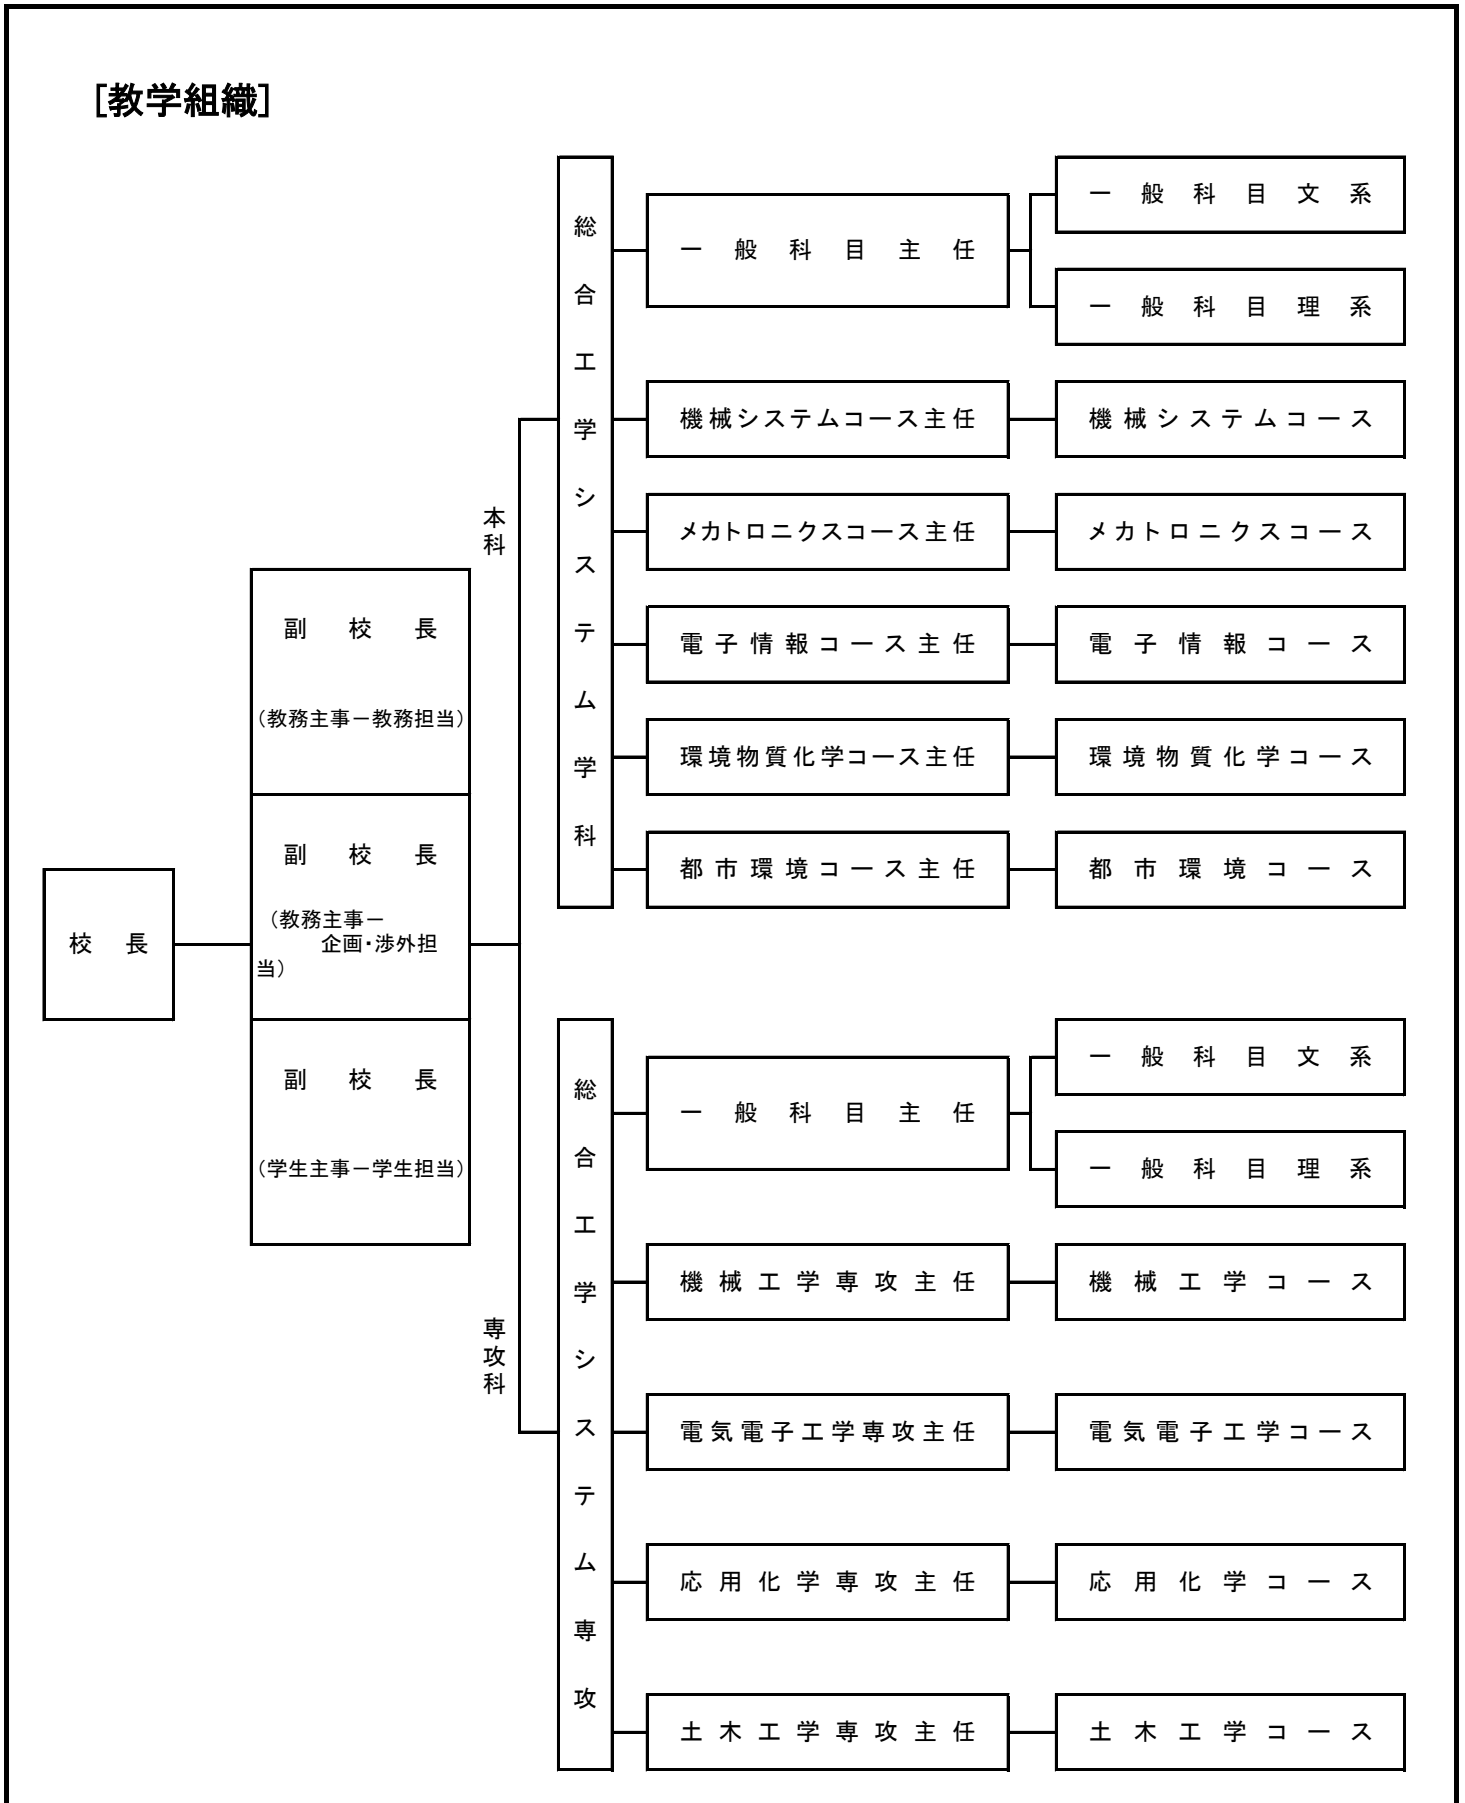 ［教学組織］
校長
副校長
（教務主事－教務担当）
副校長
（教務主事－
企画・渉外担
当）
副校長
（学生主事－学生担当）
本科
総合工学システム学科
一般科目主任
一般科目文系
一般科目理系
機械システムコース主任
機械システムコース
メカトロニクスコース主任
メカトロニクスコース
電子情報コース主任
電子情報コース
環境物質化学コース主任
環境物質化学コース
都市環境コース主任
都市環境コース
専攻科
総合工学システム専攻
一般科目主任
一般科目文系
一般科目理系
機械工学専攻主任
機械工学コース
電気電子工学専攻主任
電気電子工学コース
応用化学専攻主任
応用化学コース
土木工学専攻主任
土木工学コース